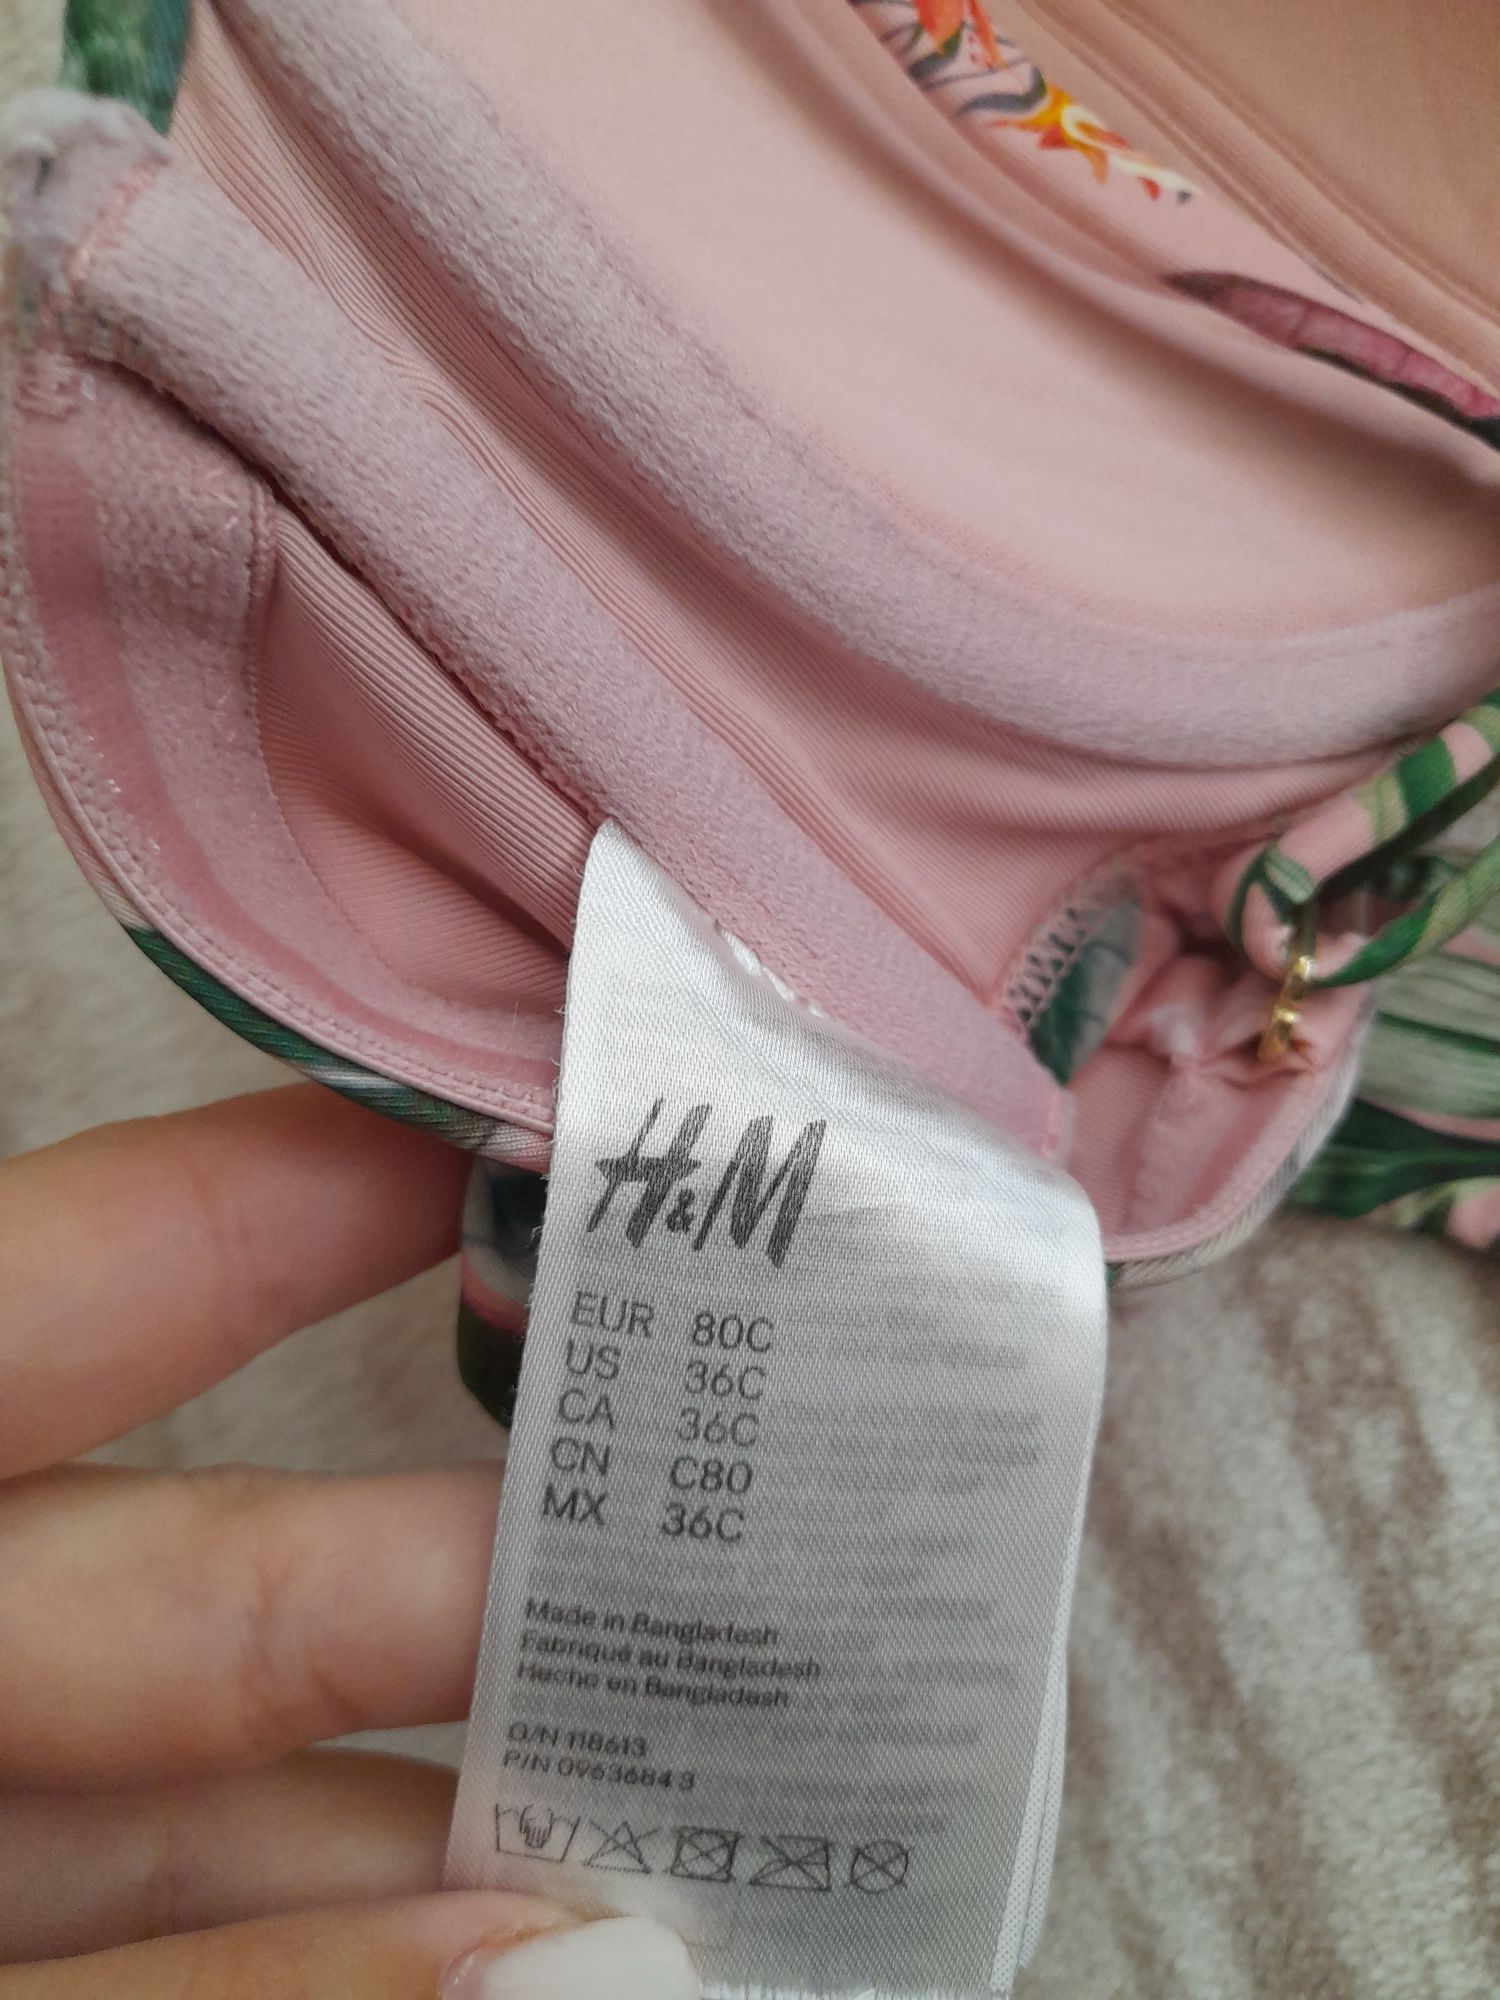 H&M
EUR 80C
US 36C
CA 36C
CN C80
MX 36C
Made in Bangladesh
Fabriqué au Bangladesh
Hecho en Bangladesh
O/N 118613
P/N 0963684 3